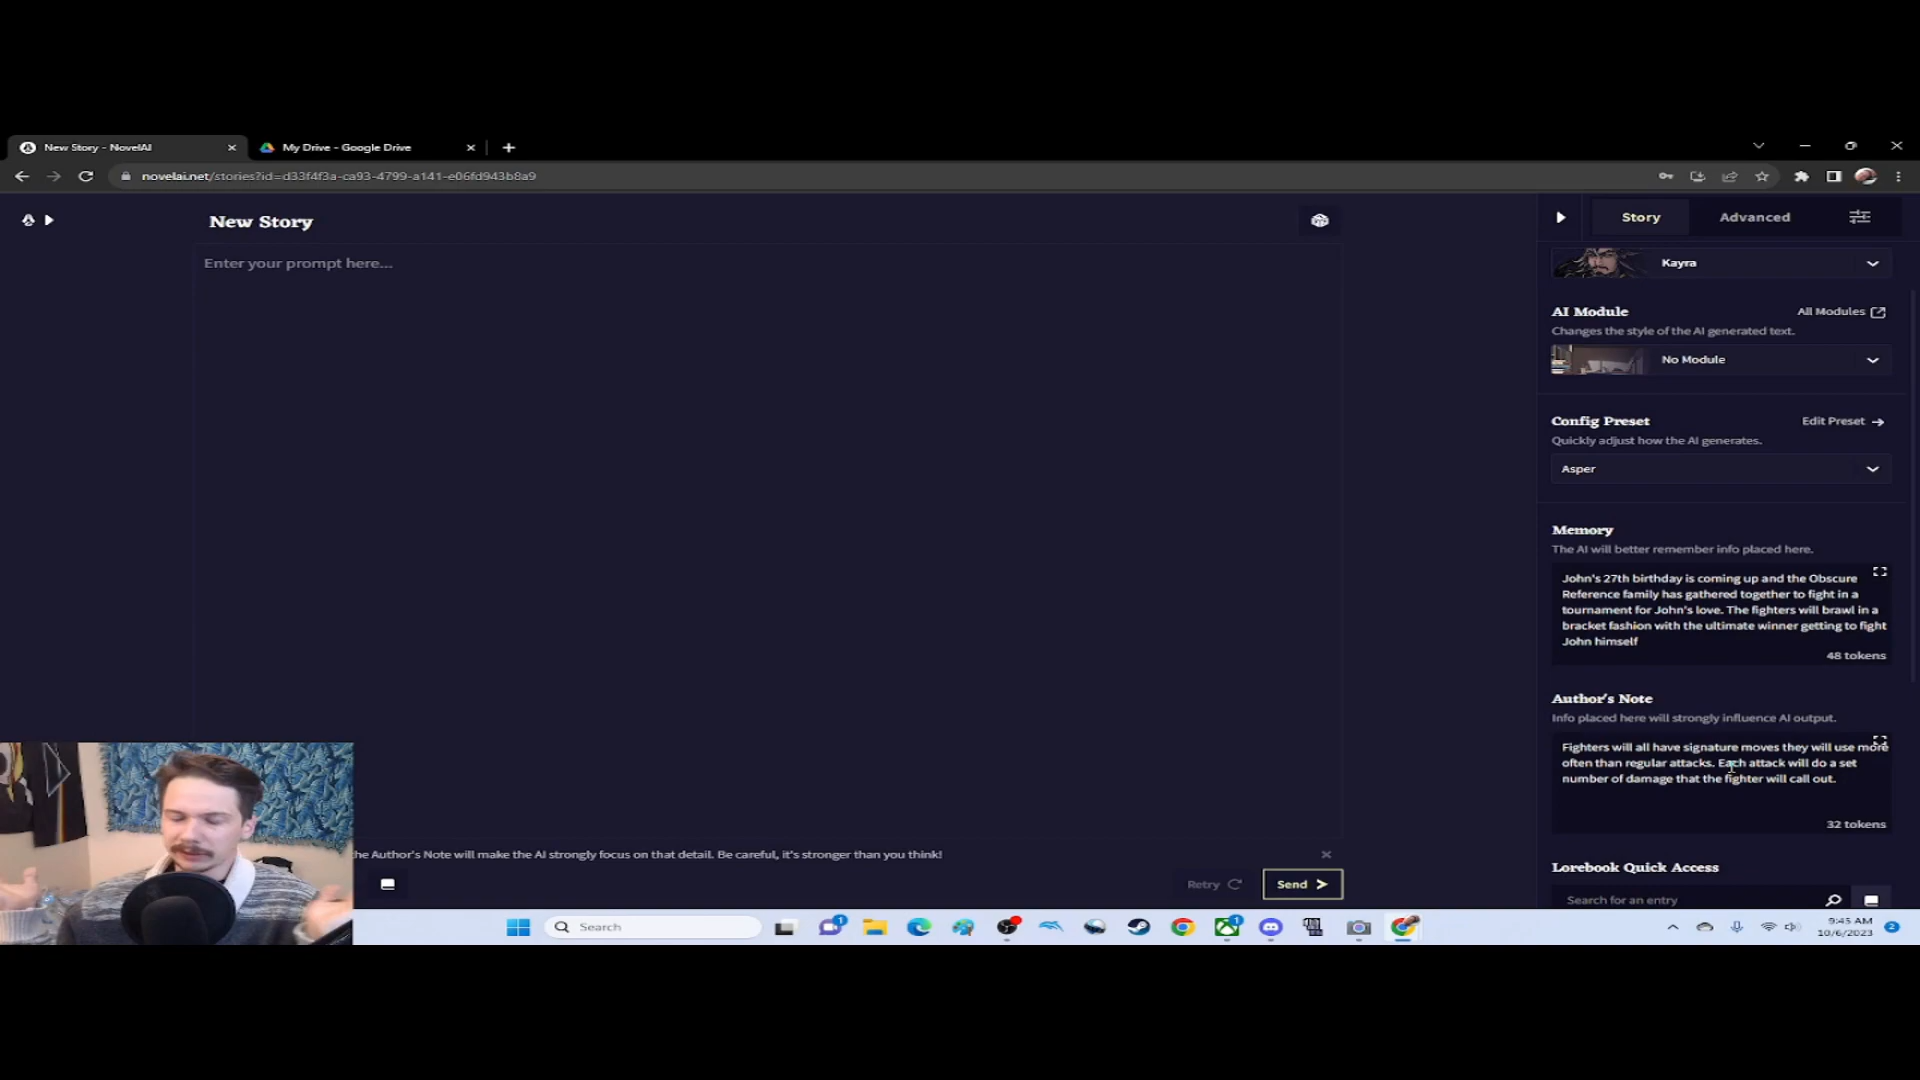 New Story - NovelAI
My Drive - Google Drive
novelai.net/stories?id=d33f4f3a-ca93-4799-a141-e06fd943b8a9
New Story
Story
Advanced
Enter your prompt here...
Kayra
AI Module
All Modules
Changes the style of the AI generated text.
No Module
Config Preset
Edit Preset
Quickly adjust how the AI generates.
Asper
Memory
The AI will better remember info placed here.
John's 27th birthday is coming up and the Obscure
Reference family has gathered together to fight in a
tournament for John's love. The fighters will brawl in a
bracket fashion with the ultimate winner getting to fight
John himself
48 tokens
Author's Note
Info placed here will strongly influence AI output.
Fighters will all have signature moves they will use more
often than regular attacks. Each attack will do a set
number of damage that the fighter will call out.
32 tokens
he Author's Note will make the AI strongly focus on that detail. Be careful, it's stronger than you think!
Lorebook Quick Access
Retry
Send
Search for an entry
Search
1
1
9:45 AM
10/6/2023
2